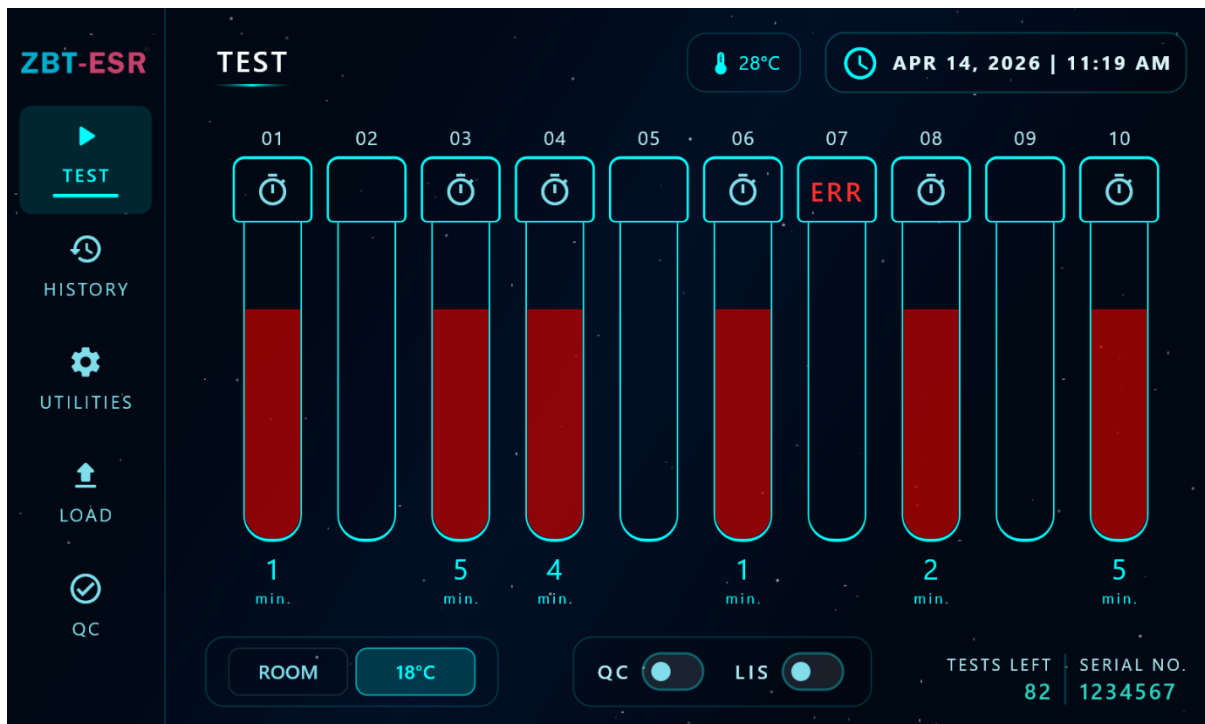 ZBT-ESR
TEST
28°C
APR 14, 2026 | 11:19 AM
TEST
HISTORY
UTILITIES
LOAD
QC
01 02 03 04 05 06 07 08 09 10
ERR
1 5 4 1 2 5
min. min. min. min. min. min.
ROOM 18°C
QC LIS
TESTS LEFT SERIAL NO.
82 1234567